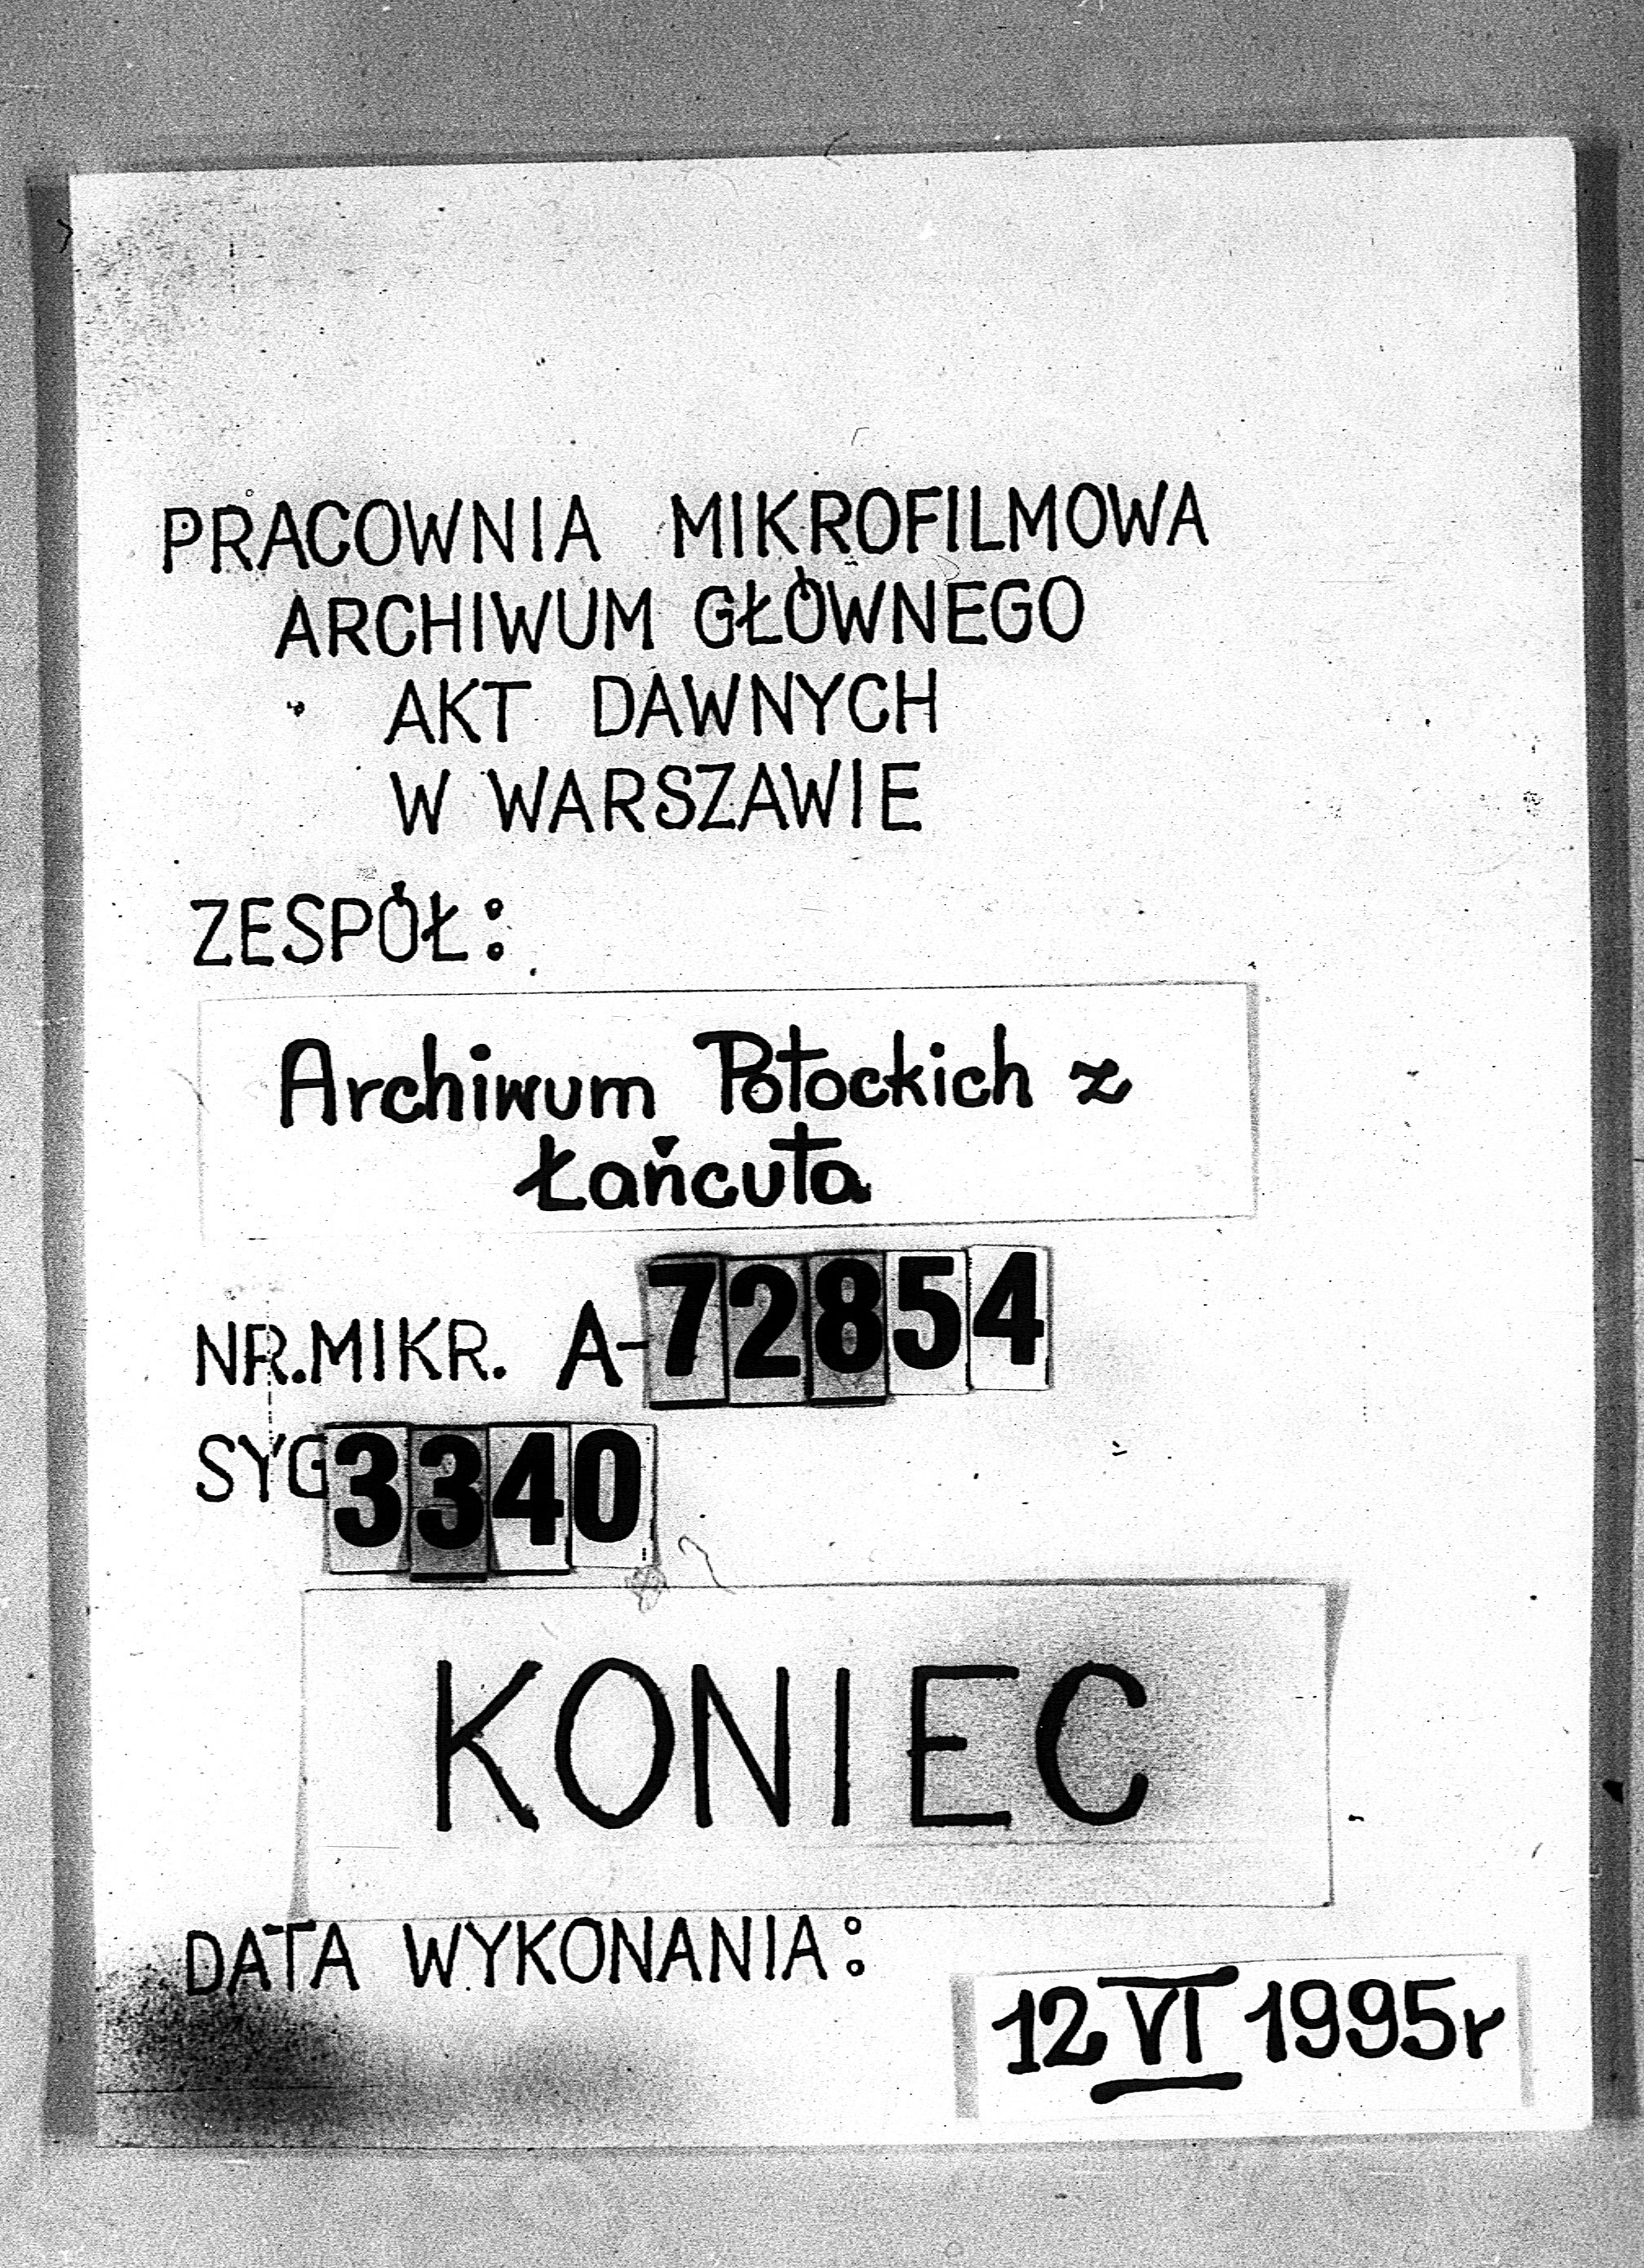 PRACOWNIA MIKROFILMOWA
ARCHIWUM GŁÓWNEGO
AKT DAWNYCH
W WARSZAWIE
ZESPÓŁ:
Archiwum Potockich z
Łańcuta
NR.MIKR. A-72854
SYG 3340
KONIEC
DATA WYKONANIA:
12 VI 1995r